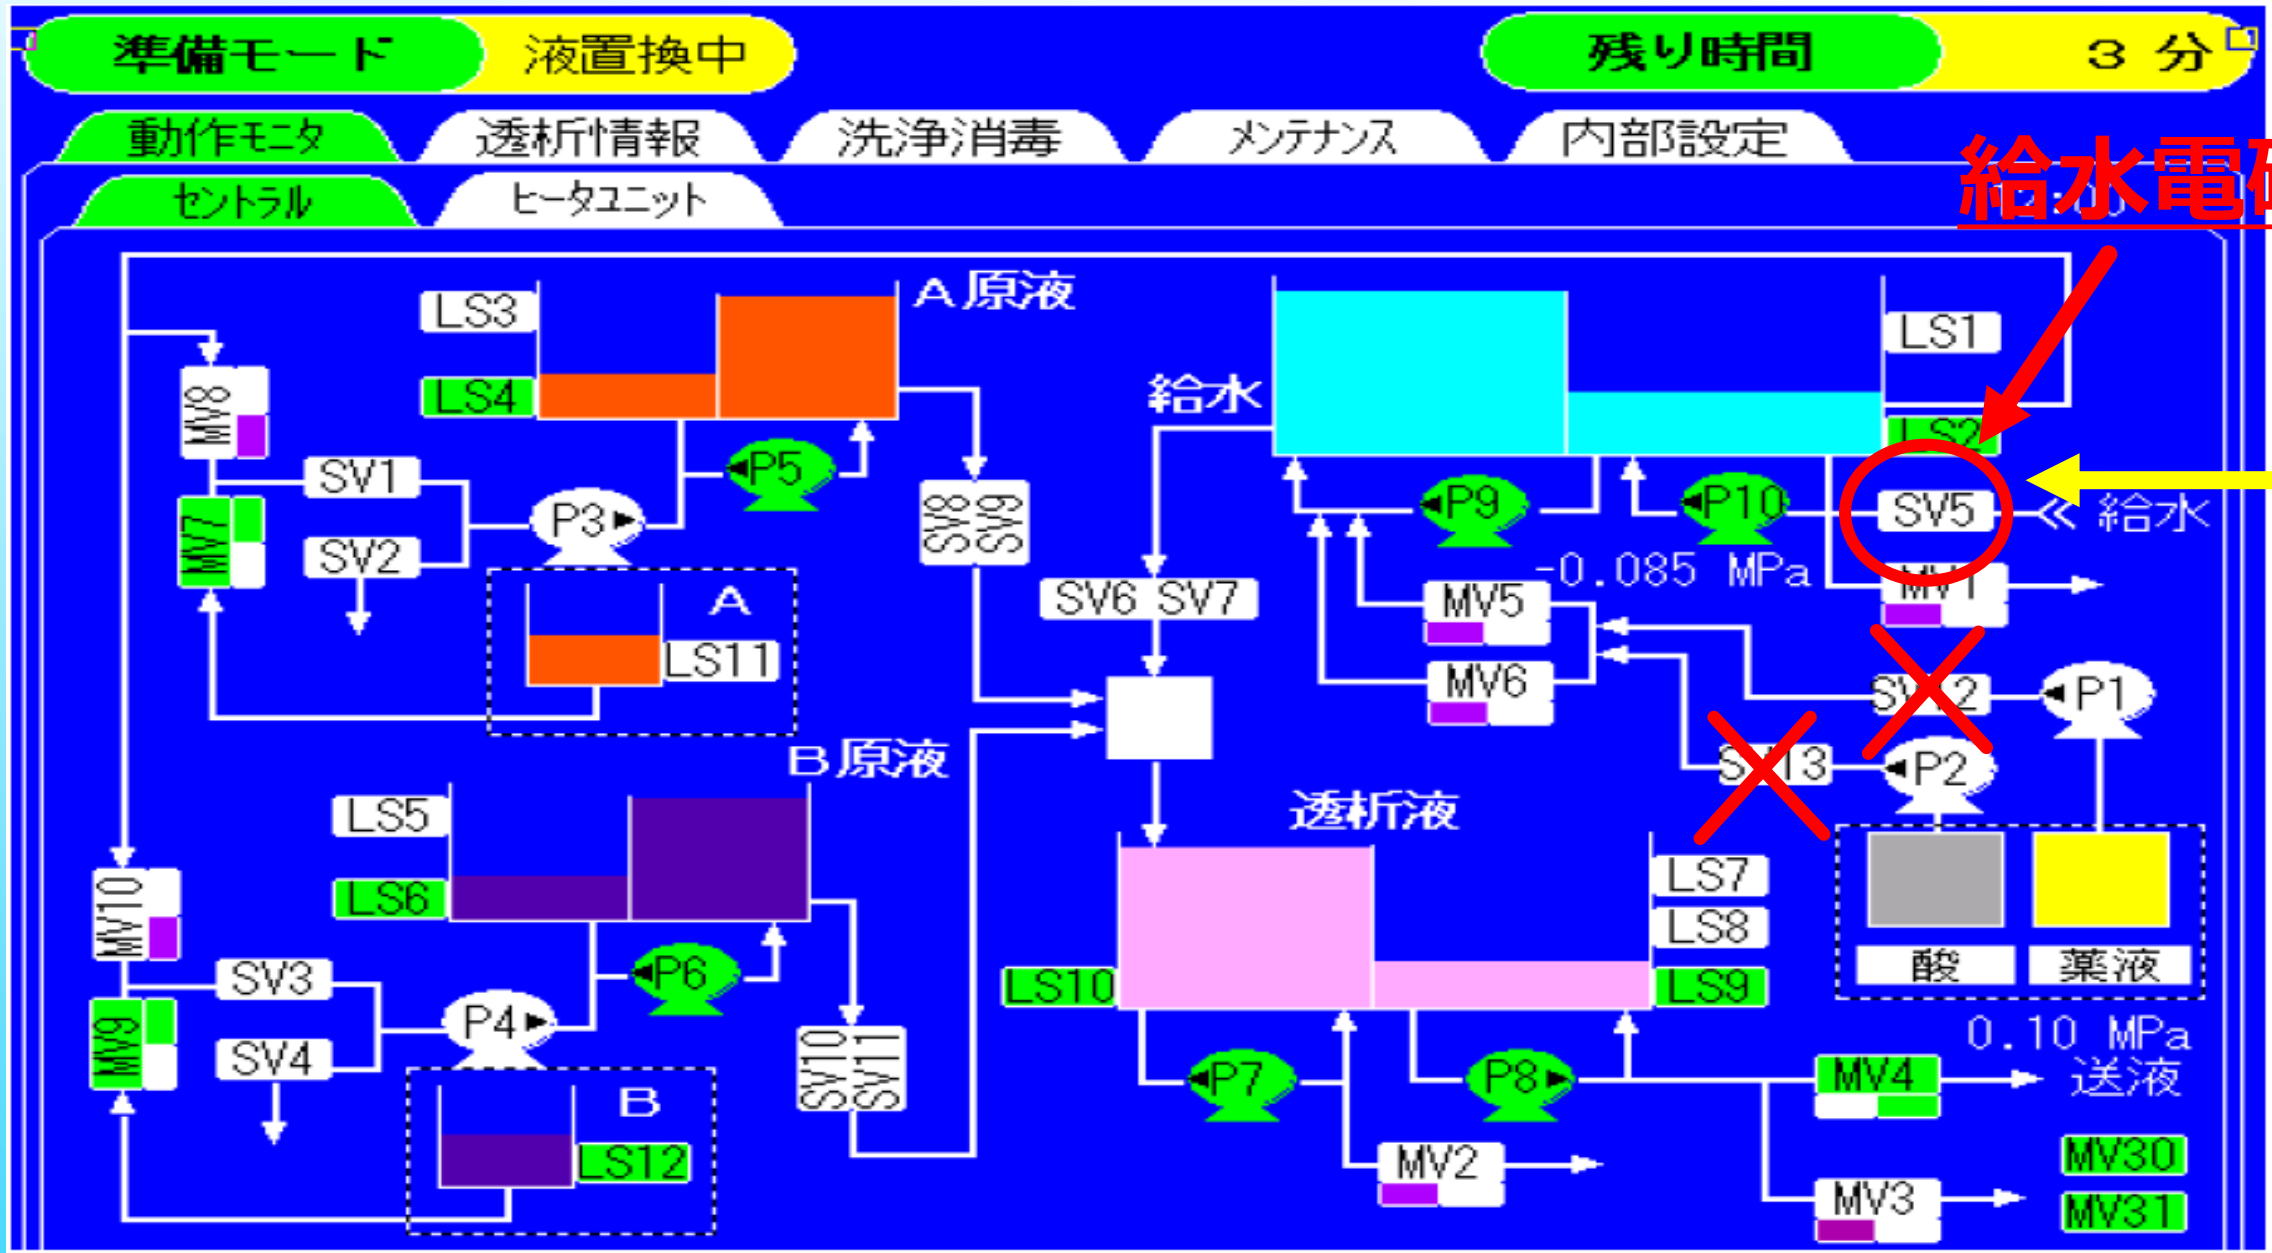 準備モード 液置換中 残り時間 3 分
動作モニタ 透析情報 洗浄消毒 メンテナンス 内部設定
給水電
セントラル ヒータユニット
A原液
LS3
LS1
LS4
給水
LS2
MV8
SV1
P5
P3
SV8 SV9
P9
P10
SV5
給水
MV7
SV2
-0.085 MPa
SV6 SV7
MV5
MV1
A
LS11
MV6
P1
B原液
P2
透析液
LS5
LS7
LS6
LS8
MV10
LS10
LS9
酸 薬液
SV3
P6
P4
0.10 MPa
MV9
SV4
SV10 SV11
P7
P8
MV4
送液
B
LS12
MV2
MV30
MV3
MV31